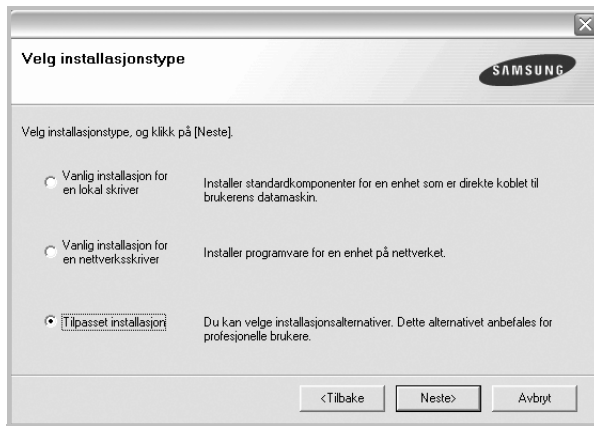 Velg installasjonstype
SAMSUNG
Velg installasjonstype, og klikk på [Neste].
Vanlig installasjon for
en lokal skriver
Installer standardkomponenter for en enhet som er direkte koblet til
brukerens datamaskin.
Vanlig installasjon for
en nettverksskriver
Installer programvare for en enhet på nettverket.
Tilpasset installasjon
Du kan velge installasjonsalternativer. Dette alternativet anbefales for
profesjonelle brukere.
<Tilbake
Neste>
Avbryt